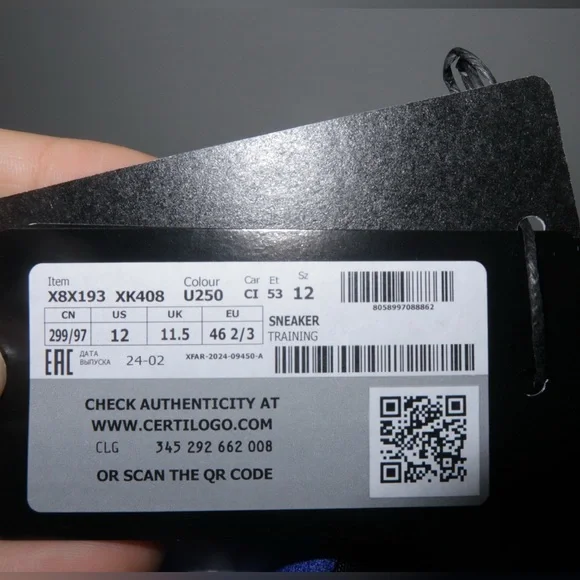 Item Colour Car Et Sz
X8X193 XK408 U250 CI 53 12
8058997088862
CN US UK EU
299/97 12 11.5 46 2/3
SNEAKER
TRAINING
EAC ДАТА ВЫПУСКА 24-02 XFAR-2024-09450-A
CHECK AUTHENTICITY AT
WWW.CERTILOGO.COM
CLG 345 292 662 008
OR SCAN THE QR CODE